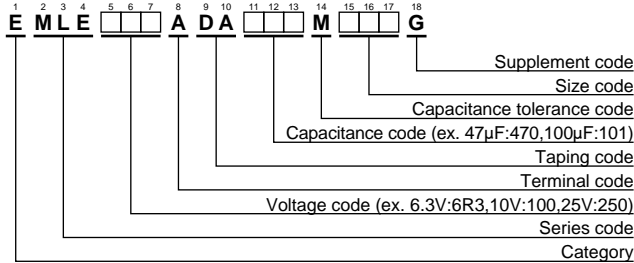 1 2 3 4 5 6 7 8 9 10 11 12 13 14 15 16 17 18
E MLE □□□ A DA □□□ M □□□ G
Supplement code
Size code
Capacitance tolerance code
Capacitance code (ex. 47µF:470,100µF:101)
Taping code
Terminal code
Voltage code (ex. 6.3V:6R3,10V:100,25V:250)
Series code
Category